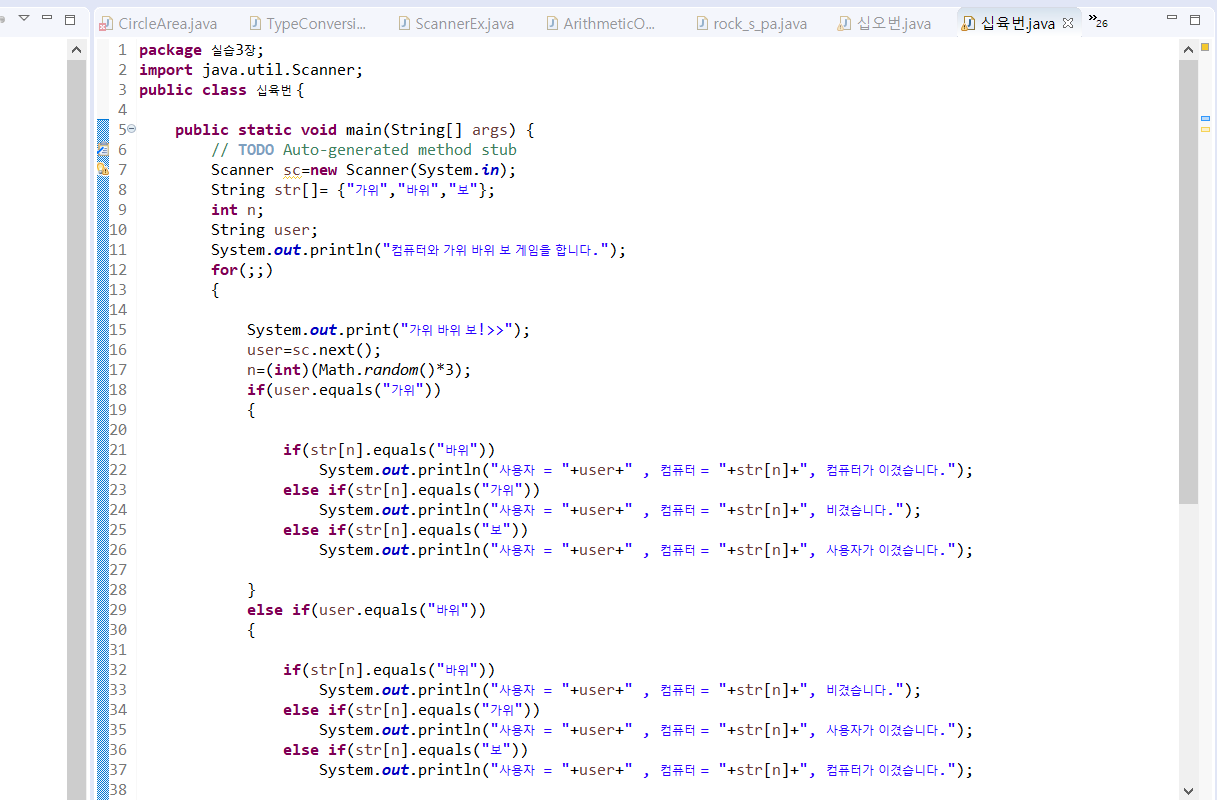 CircleArea.java TypeConversi... ScannerEx.java ArithmeticO... rock_s_pa.java 십오번.java 십육번.java »26
1 package 실습3장;
2 import java.util.Scanner;
3 public class 십육번 {
4
5 public static void main(String[] args) {
6 // TODO Auto-generated method stub
7 Scanner sc=new Scanner(System.in);
8 String str[]= {"가위","바위","보"};
9 int n;
10 String user;
11 System.out.println("컴퓨터와 가위 바위 보 게임을 합니다.");
12 for(;;)
13 {
14
15 System.out.print("가위 바위 보!>>");
16 user=sc.next();
17 n=(int)(Math.random()*3);
18 if(user.equals("가위"))
19 {
20
21 if(str[n].equals("바위"))
22 System.out.println("사용자 = "+user+" , 컴퓨터 = "+str[n]+", 컴퓨터가 이겼습니다.");
23 else if(str[n].equals("가위"))
24 System.out.println("사용자 = "+user+" , 컴퓨터 = "+str[n]+", 비겼습니다.");
25 else if(str[n].equals("보"))
26 System.out.println("사용자 = "+user+" , 컴퓨터 = "+str[n]+", 사용자가 이겼습니다.");
27
28 }
29 else if(user.equals("바위"))
30 {
31
32 if(str[n].equals("바위"))
33 System.out.println("사용자 = "+user+" , 컴퓨터 = "+str[n]+", 비겼습니다.");
34 else if(str[n].equals("가위"))
35 System.out.println("사용자 = "+user+" , 컴퓨터 = "+str[n]+", 사용자가 이겼습니다.");
36 else if(str[n].equals("보"))
37 System.out.println("사용자 = "+user+" , 컴퓨터 = "+str[n]+", 컴퓨터가 이겼습니다.");
38